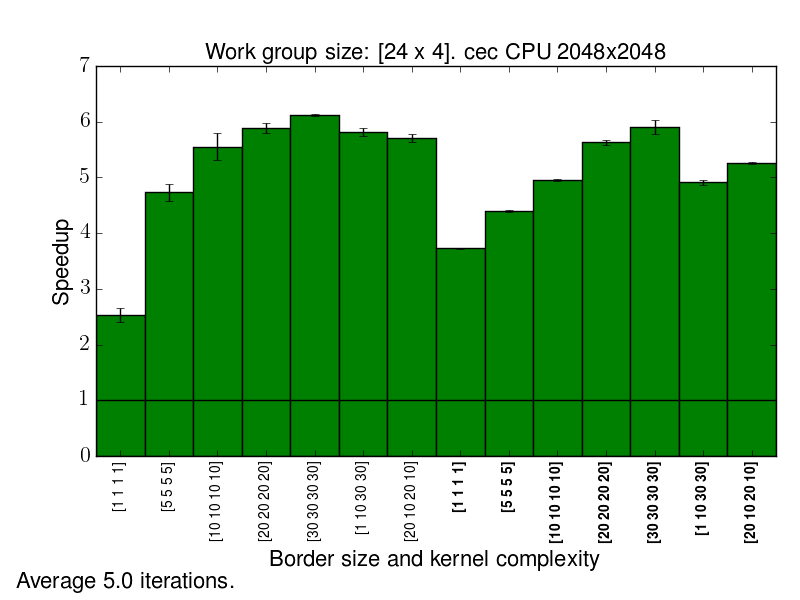 Work group size: [24 x 4]. cec CPU 2048x2048
7
6
5
4
3
2
1
0
Speedup
[1 1 1 1]
[5 5 5 5]
[10 10 10 10]
[20 20 20 20]
[30 30 30 30]
[1 10 30 30]
[20 10 20 10]
[1 1 1 1]
[5 5 5 5]
[10 10 10 10]
[20 20 20 20]
[30 30 30 30]
[1 10 30 30]
[20 10 20 10]
Border size and kernel complexity
Average 5.0 iterations.